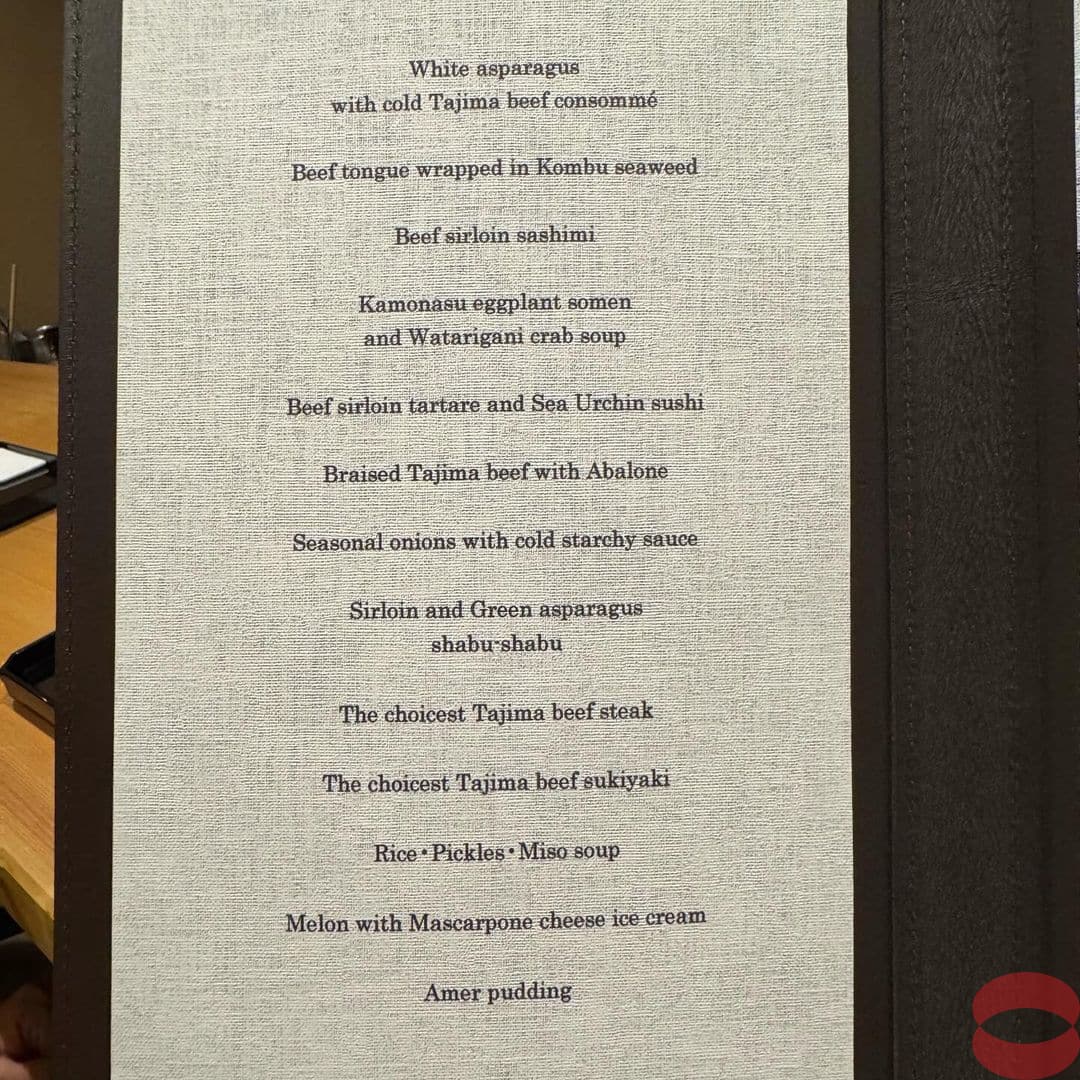 White asparagus
with cold Tajima beef consommé
Beef tongue wrapped in Kombu seaweed
Beef sirloin sashimi
Kamonasu eggplant somen
and Watarigani crab soup
Beef sirloin tartare and Sea Urchin sushi
Braised Tajima beef with Abalone
Seasonal onions with cold starchy sauce
Sirloin and Green asparagus
shabu-shabu
The choicest Tajima beef steak
The choicest Tajima beef sukiyaki
Rice・Pickles・Miso soup
Melon with Mascarpone cheese ice cream
Amer pudding